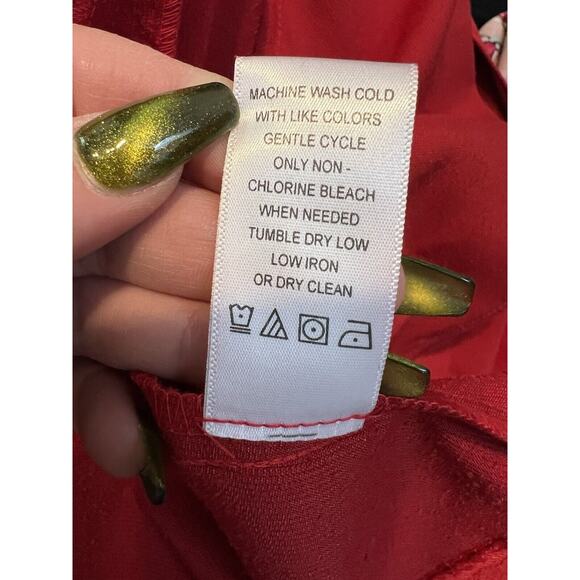 MACHINE WASH COLD
WITH LIKE COLORS
GENTLE CYCLE
ONLY NON -
CHLORINE BLEACH
WHEN NEEDED
TUMBLE DRY LOW
LOW IRON
OR DRY CLEAN